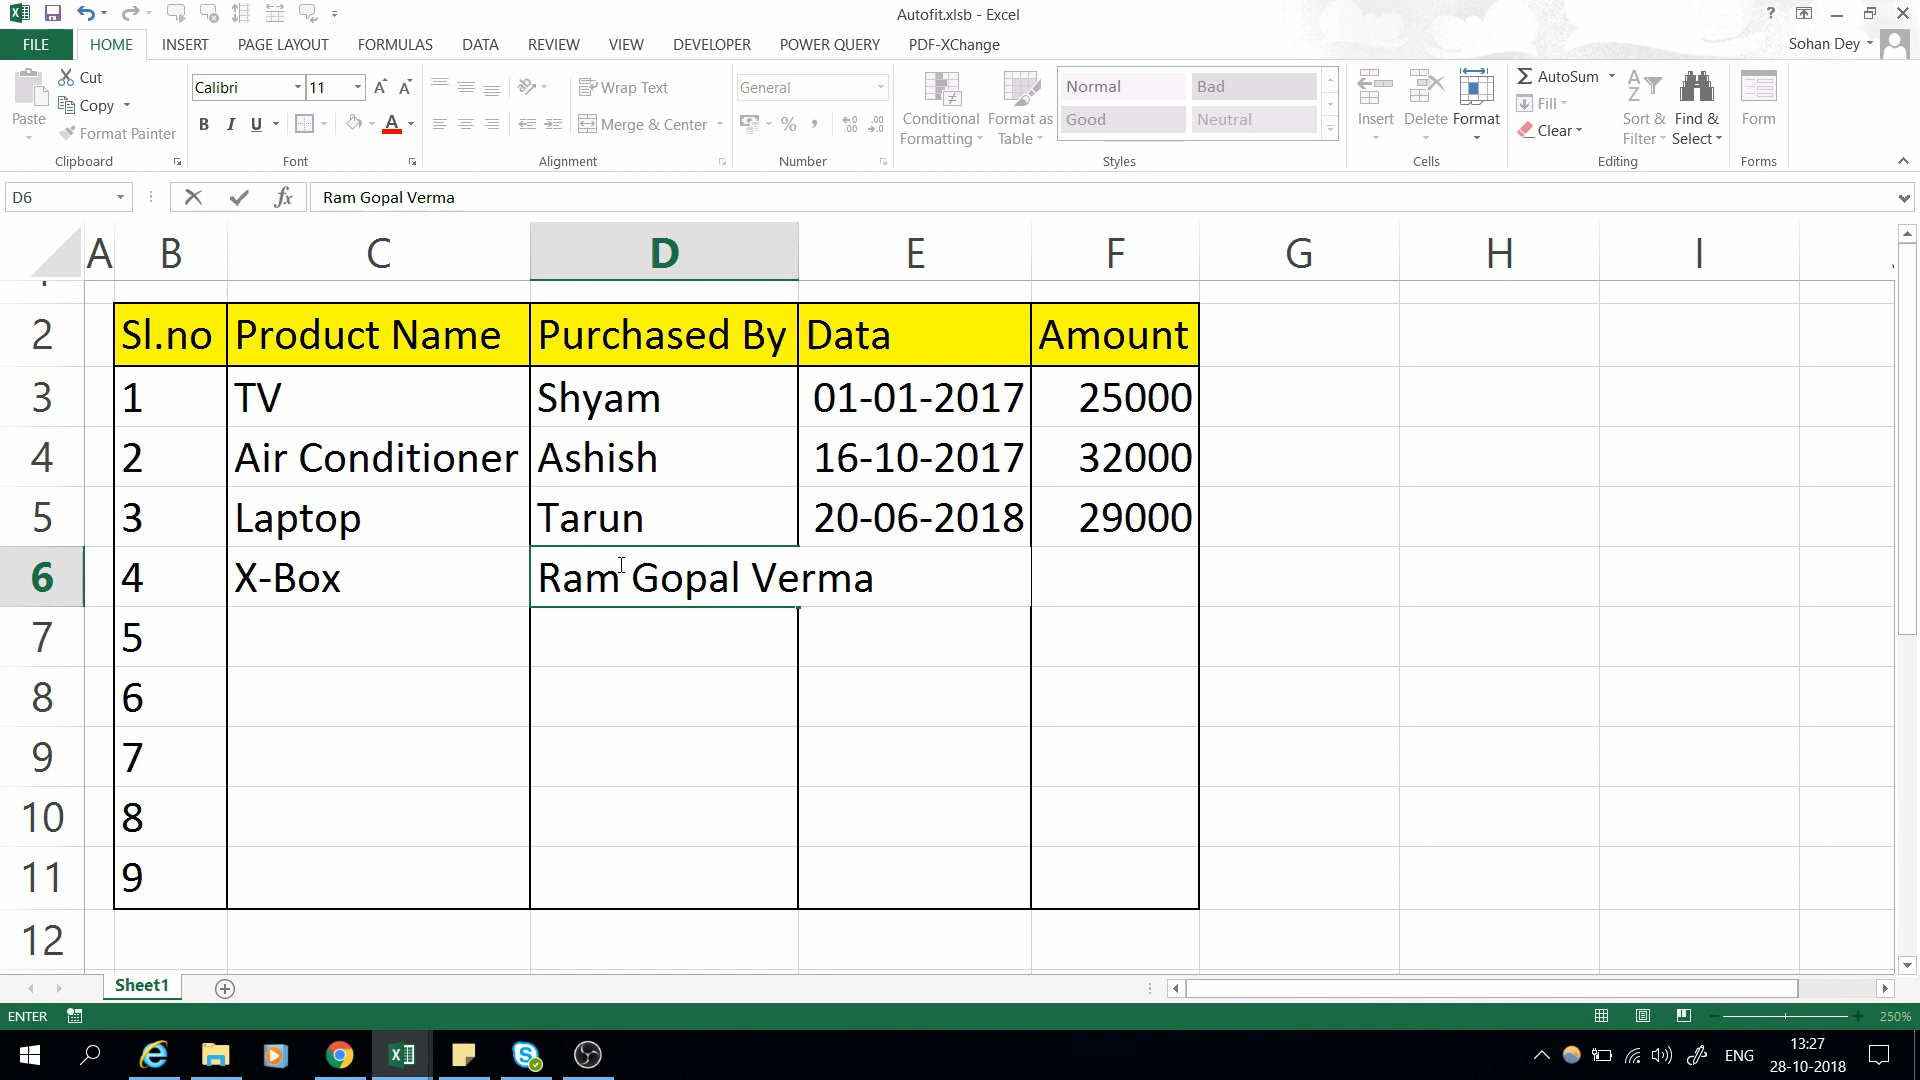 Autofit.xlsb - Excel
?
FILE HOME INSERT PAGE LAYOUT FORMULAS DATA REVIEW VIEW DEVELOPER POWER QUERY PDF-XChange Sohan Dey
Paste
Cut
Copy
Format Painter
Clipboard
Calibri 11
B I U A
Font
Wrap Text
Merge & Center
Alignment
General
%
Number
Conditional Formatting
Format as Table
Normal Bad
Good Neutral
Styles
Insert Delete Format
Cells
AutoSum
Fill
Clear
Sort & Filter
Find & Select
Editing
Form
Forms
D6 fx Ram Gopal Verma
A B C D E F G H I
2 Sl.no Product Name Purchased By Data Amount
3 1 TV Shyam 01-01-2017 25000
4 2 Air Conditioner Ashish 16-10-2017 32000
5 3 Laptop Tarun 20-06-2018 29000
6 4 X-Box Ram Gopal Verma
7 5
8 6
9 7
10 8
11 9
12
Sheet1
ENTER 250%
ENG 13:27
28-10-2018